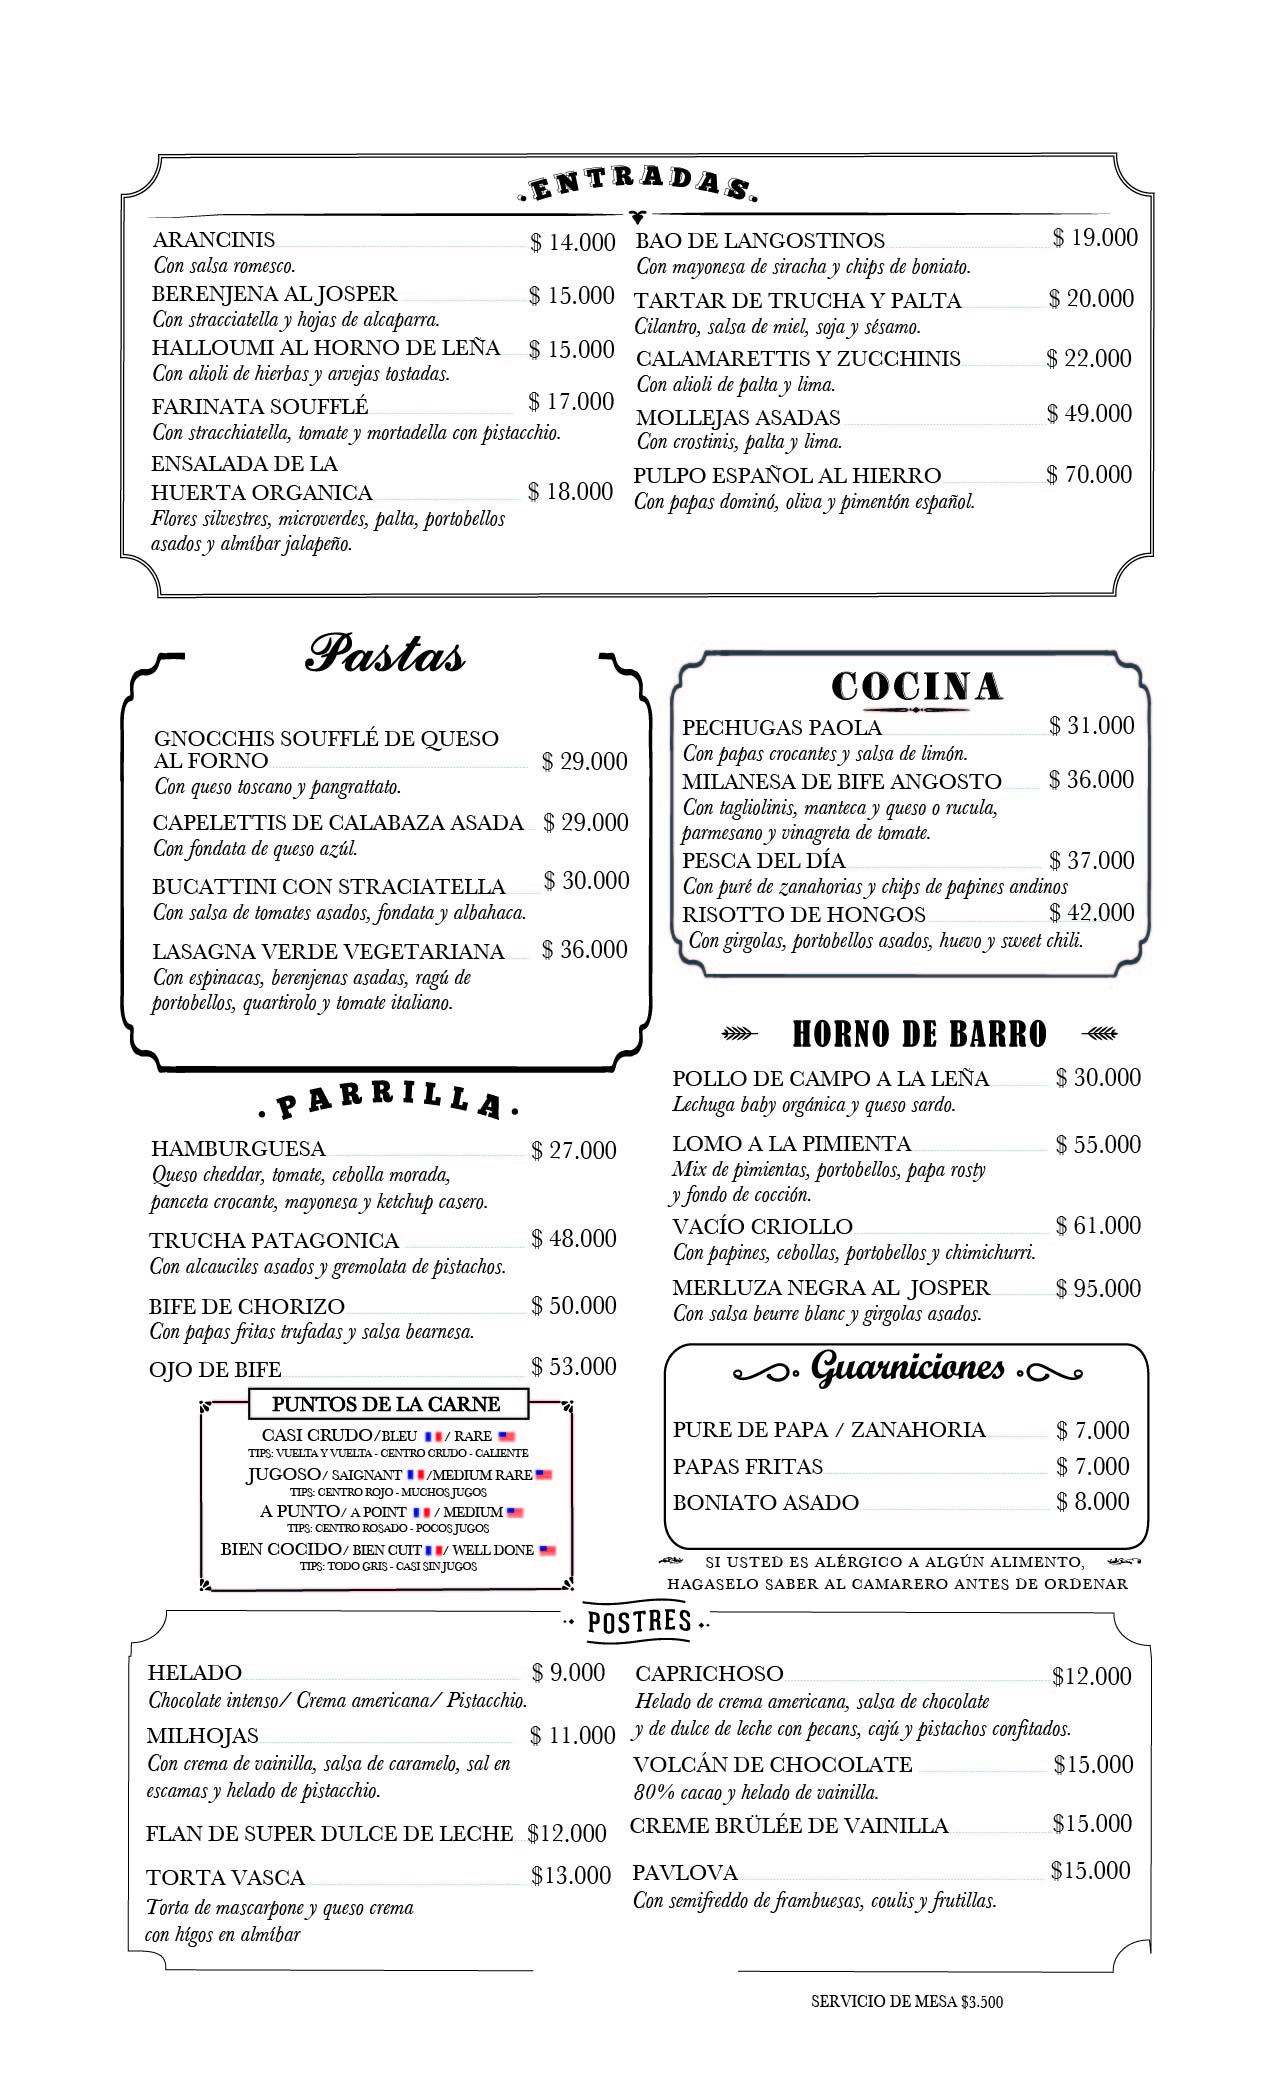 ENTRADAS
ARANCINIS $ 14.000
Con salsa romesco.
BERENJENA AL JOSPER $ 15.000
Con stracciatella y hojas de alcaparra.
HALLOUMI AL HORNO DE LEÑA $ 15.000
Con alioli de hierbas y arvejas tostadas.
FARINATA SOUFFLÉ $ 17.000
Con stracchiatella, tomate y mortadella con pistacchio.
ENSALADA DE LA
HUERTA ORGANICA $ 18.000
Flores silvestres, microverdes, palta, portobellos
asados y almíbar jalapeño.
BAO DE LANGOSTINOS $ 19.000
Con mayonesa de siracha y chips de boniato.
TARTAR DE TRUCHA Y PALTA $ 20.000
Cilantro, salsa de miel, soja y sésamo.
CALAMARETTIS Y ZUCCHINIS $ 22.000
Con alioli de palta y lima.
MOLLEJAS ASADAS $ 49.000
Con crostinis, palta y lima.
PULPO ESPAÑOL AL HIERRO $ 70.000
Con papas dominó, oliva y pimentón español.
Pastas
GNOCCHIS SOUFFLÉ DE QUESO
AL FORNO $ 29.000
Con queso toscano y pangrattato.
CAPELETTIS DE CALABAZA ASADA $ 29.000
Con fondata de queso azúl.
BUCATTINI CON STRACIATELLA $ 30.000
Con salsa de tomates asados, fondata y albahaca.
LASAGNA VERDE VEGETARIANA $ 36.000
Con espinacas, berenjenas asadas, ragú de
portobellos, quartirolo y tomate italiano.
COCINA
PECHUGAS PAOLA $ 31.000
Con papas crocantes y salsa de limón.
MILANESA DE BIFE ANGOSTO $ 36.000
Con tagliolinis, manteca y queso o rucula,
parmesano y vinagreta de tomate.
PESCA DEL DÍA $ 37.000
Con puré de zanahorias y chips de papines andinos
RISOTTO DE HONGOS $ 42.000
Con girgolas, portobellos asados, huevo y sweet chili.
PARRILLA
HAMBURGUESA $ 27.000
Queso cheddar, tomate, cebolla morada,
panceta crocante, mayonesa y ketchup casero.
TRUCHA PATAGONICA $ 48.000
Con alcauciles asados y gremolata de pistachos.
BIFE DE CHORIZO $ 50.000
Con papas fritas trufadas y salsa bearnesa.
OJO DE BIFE $ 53.000
PUNTOS DE LA CARNE
CASI CRUDO/BLEU / RARE
TIPS: VUELTA Y VUELTA - CENTRO CRUDO - CALIENTE
JUGOSO/ SAIGNANT /MEDIUM RARE
TIPS: CENTRO ROJO - MUCHOS JUGOS
A PUNTO/ A POINT / MEDIUM
TIPS: CENTRO ROSADO - POCOS JUGOS
BIEN COCIDO/ BIEN CUIT / WELL DONE
TIPS: TODO GRIS - CASI SIN JUGOS
HORNO DE BARRO
POLLO DE CAMPO A LA LEÑA $ 30.000
Lechuga baby orgánica y queso sardo.
LOMO A LA PIMIENTA $ 55.000
Mix de pimientas, portobellos, papa rosty
y fondo de cocción.
VACÍO CRIOLLO $ 61.000
Con papines, cebollas, portobellos y chimichurri.
MERLUZA NEGRA AL JOSPER $ 95.000
Con salsa beurre blanc y girgolas asados.
Guarniciones
PURE DE PAPA / ZANAHORIA $ 7.000
PAPAS FRITAS $ 7.000
BONIATO ASADO $ 8.000
SI USTED ES ALÉRGICO A ALGÚN ALIMENTO,
HAGASELO SABER AL CAMARERO ANTES DE ORDENAR
POSTRES
HELADO $ 9.000
Chocolate intenso/ Crema americana/ Pistacchio.
MILHOJAS $ 11.000
Con crema de vainilla, salsa de caramelo, sal en
escamas y helado de pistacchio.
FLAN DE SUPER DULCE DE LECHE $12.000
TORTA VASCA $13.000
Torta de mascarpone y queso crema
con hígos en almíbar
CAPRICHOSO $12.000
Helado de crema americana, salsa de chocolate
y de dulce de leche con pecans, cajú y pistachos confitados.
VOLCÁN DE CHOCOLATE $15.000
80% cacao y helado de vainilla.
CREME BRÜLÉE DE VAINILLA $15.000
PAVLOVA $15.000
Con semifreddo de frambuesas, coulis y frutillas.
SERVICIO DE MESA $3.500